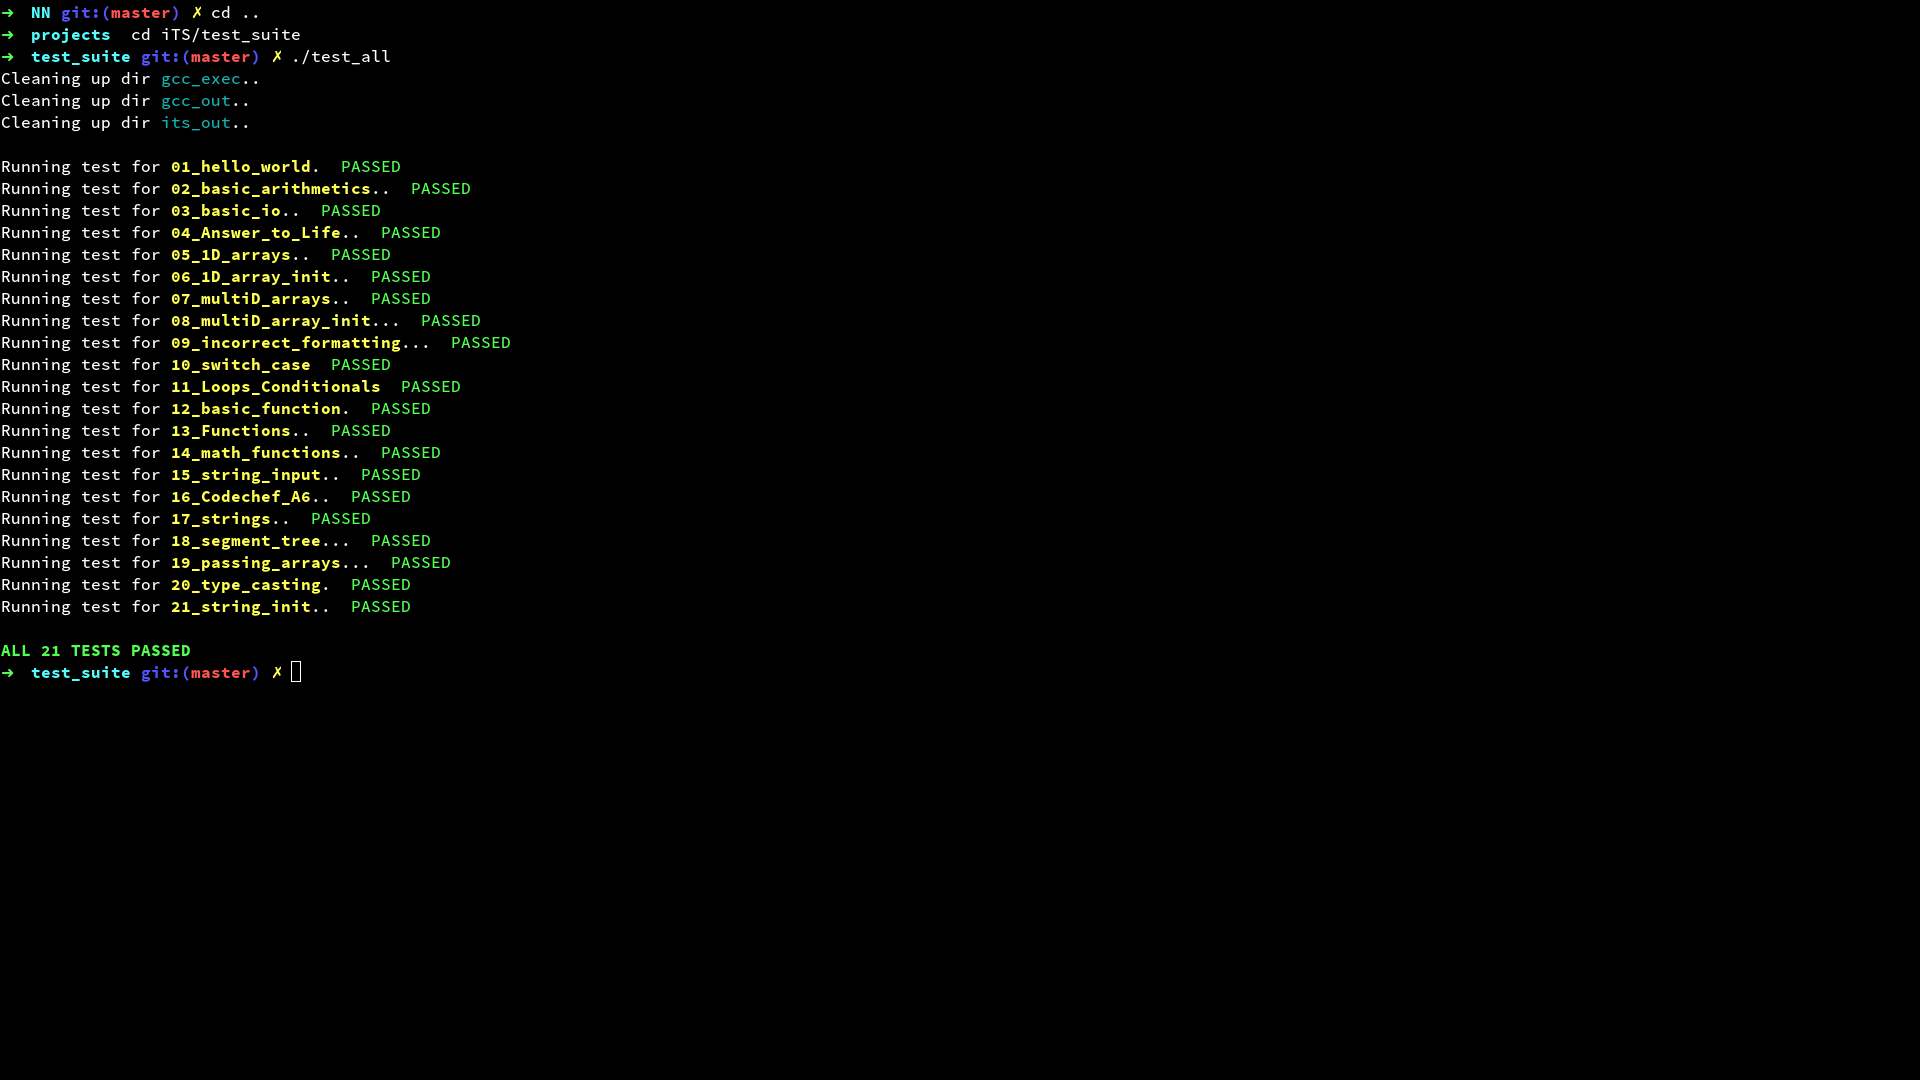 ➜  NN git:(master) ✗ cd ..
➜  projects  cd iTS/test_suite
➜  test_suite git:(master) ✗ ./test_all
Cleaning up dir gcc_exec..
Cleaning up dir gcc_out..
Cleaning up dir its_out..
Running test for 01_hello_world.  PASSED
Running test for 02_basic_arithmetics..  PASSED
Running test for 03_basic_io..  PASSED
Running test for 04_Answer_to_Life..  PASSED
Running test for 05_1D_arrays..  PASSED
Running test for 06_1D_array_init..  PASSED
Running test for 07_multiD_arrays..  PASSED
Running test for 08_multiD_array_init...  PASSED
Running test for 09_incorrect_formatting...  PASSED
Running test for 10_switch_case  PASSED
Running test for 11_Loops_Conditionals  PASSED
Running test for 12_basic_function.  PASSED
Running test for 13_Functions..  PASSED
Running test for 14_math_functions..  PASSED
Running test for 15_string_input..  PASSED
Running test for 16_Codechef_A6..  PASSED
Running test for 17_strings..  PASSED
Running test for 18_segment_tree...  PASSED
Running test for 19_passing_arrays...  PASSED
Running test for 20_type_casting.  PASSED
Running test for 21_string_init..  PASSED
ALL 21 TESTS PASSED
➜  test_suite git:(master) ✗